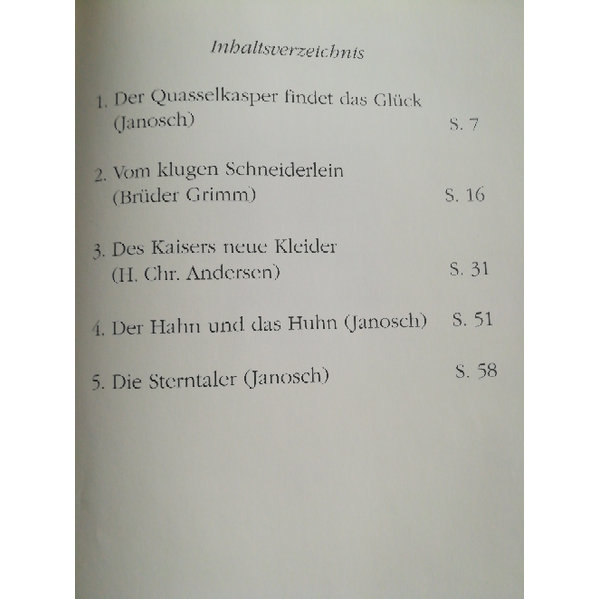 Inhaltsverzeichnis
1. Der Quasselkasper findet das Glück
(Janosch) S. 7
2. Vom klugen Schneiderlein
(Brüder Grimm) S. 16
3. Des Kaisers neue Kleider
(H. Chr. Andersen) S. 31
4. Der Hahn und das Huhn (Janosch) S. 51
5. Die Sterntaler (Janosch) S. 58